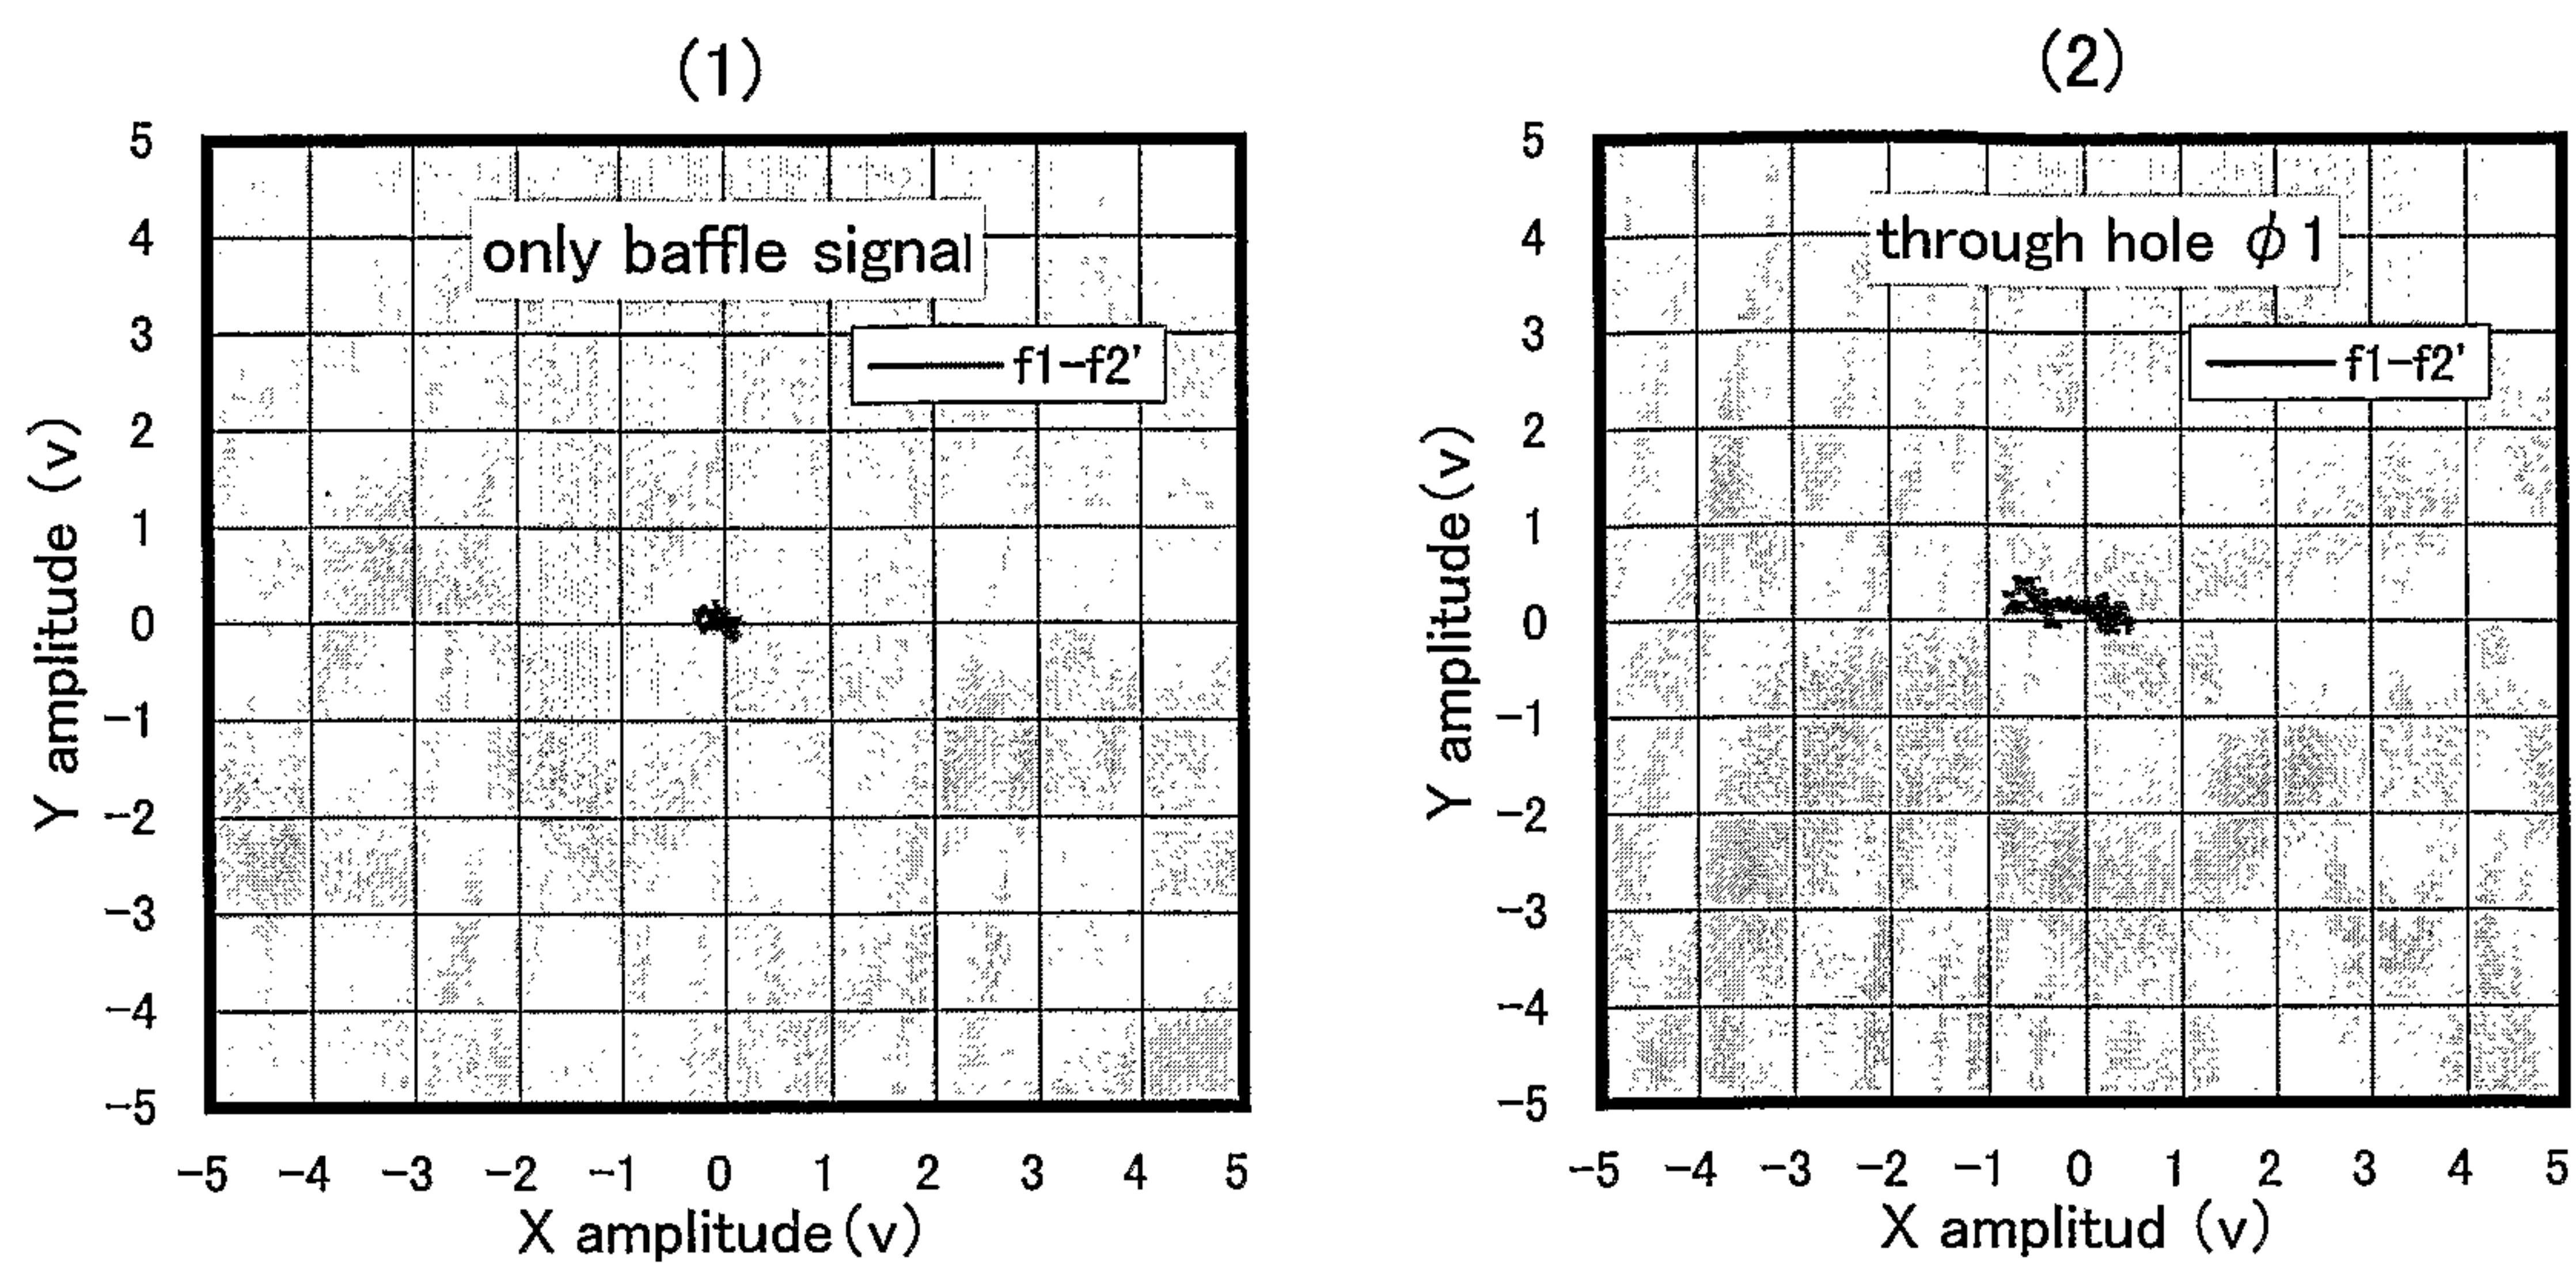 (1)
only baffle signal
f1-f2'
Y amplitude (v)
5
4
3
2
1
0
-1
-2
-3
-4
-5
-5 -4 -3 -2 -1 0 1 2 3 4 5
X amplitude(v)
(2)
through hole ϕ1
f1-f2'
Y amplitude(v)
5
4
3
2
1
0
-1
-2
-3
-4
-5
-5 -4 -3 -2 -1 0 1 2 3 4 5
X amplitud (v)